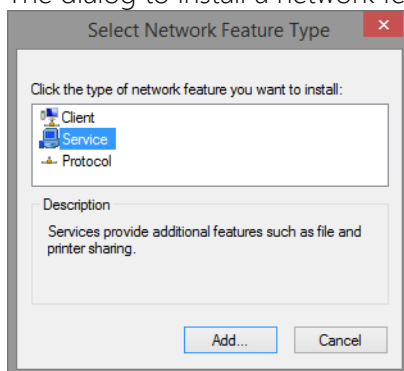 The dialog to install a network fe
Select Network Feature Type
Click the type of network feature you want to install:
Client
Service
Protocol
Description
Services provide additional features such as file and
printer sharing.
Add...
Cancel